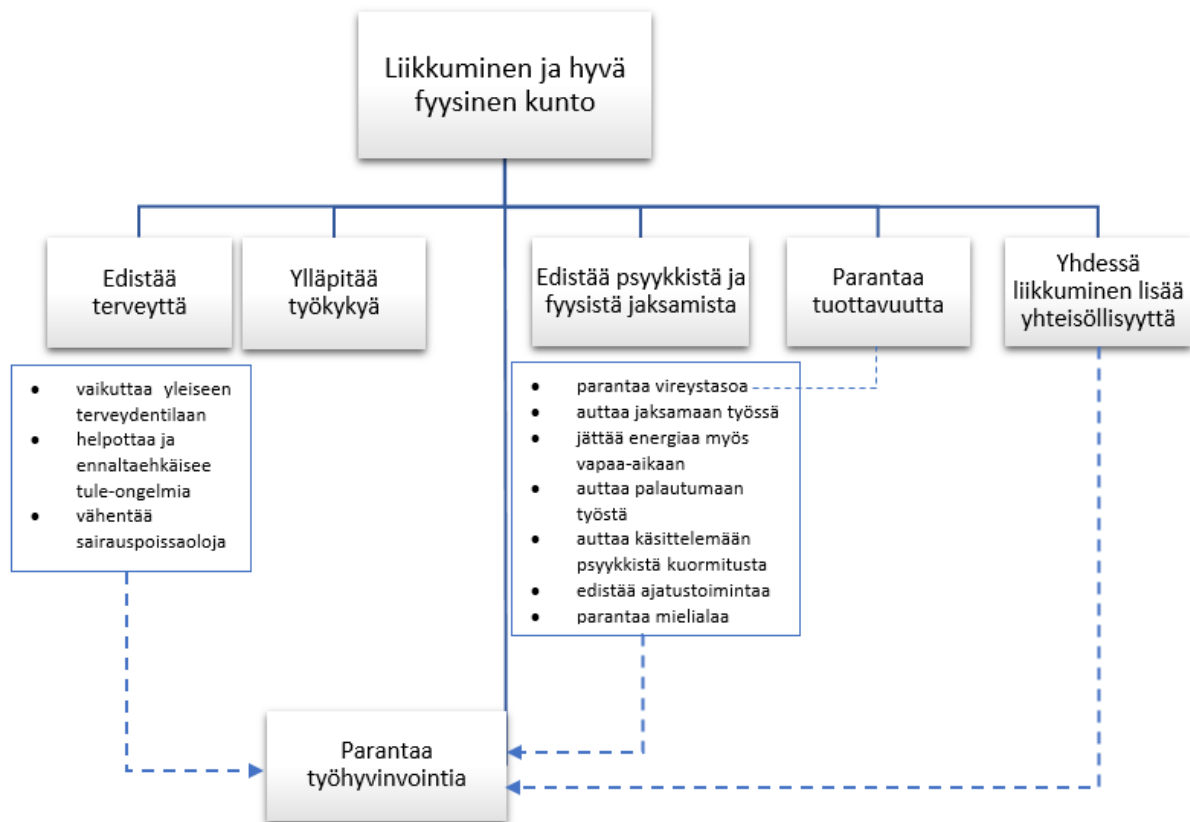 Liikkuminen ja hyvä
fyysinen kunto
Edistää
terveyttä
Ylläpitää
työkykyä
Edistää psyykkistä ja
fyysistä jaksamista
Parantaa
tuottavuutta
Yhdessä
liikkuminen lisää
yhteisöllisyyttä
• vaikuttaa yleiseen
terveydentilaan
• helpottaa ja
ennaltaehkäisee
tule-ongelmia
• vähentää
sairauspoissaoloja
• parantaa vireystasoa
• auttaa jaksamaan työssä
• jättää energiaa myös
vapaa-aikaan
• auttaa palautumaan
työstä
• auttaa käsittelemään
psyykkistä kuormitusta
• edistää ajatustoimintaa
• parantaa mielialaa
Parantaa
työhyvinvointia